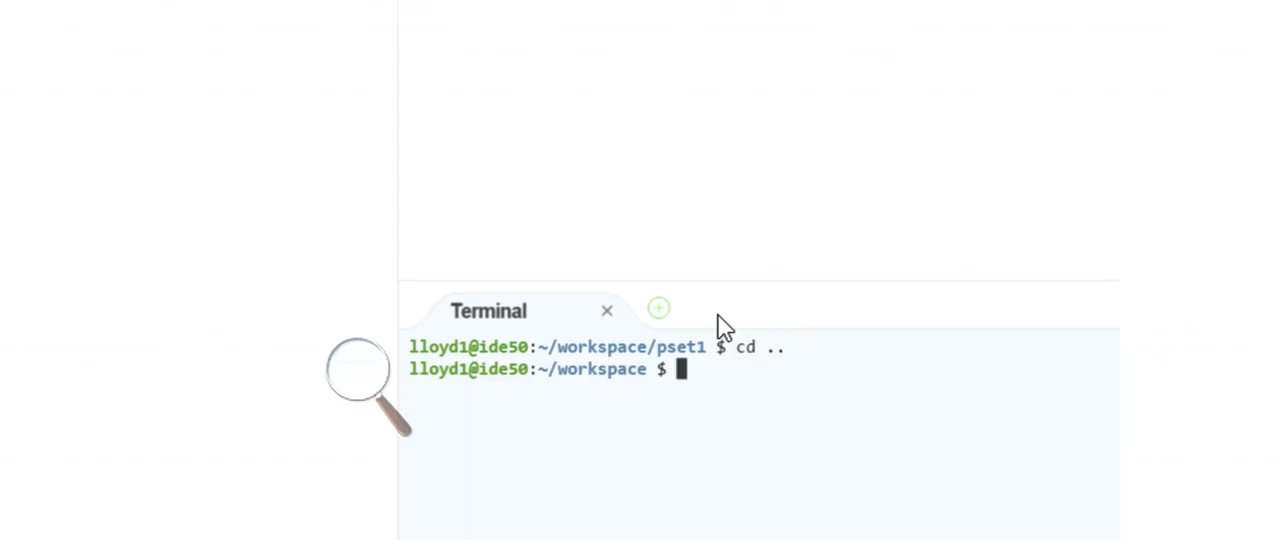 Terminal
lloyd1@ide50:~/workspace/pset1 $ cd ..
lloyd1@ide50:~/workspace $